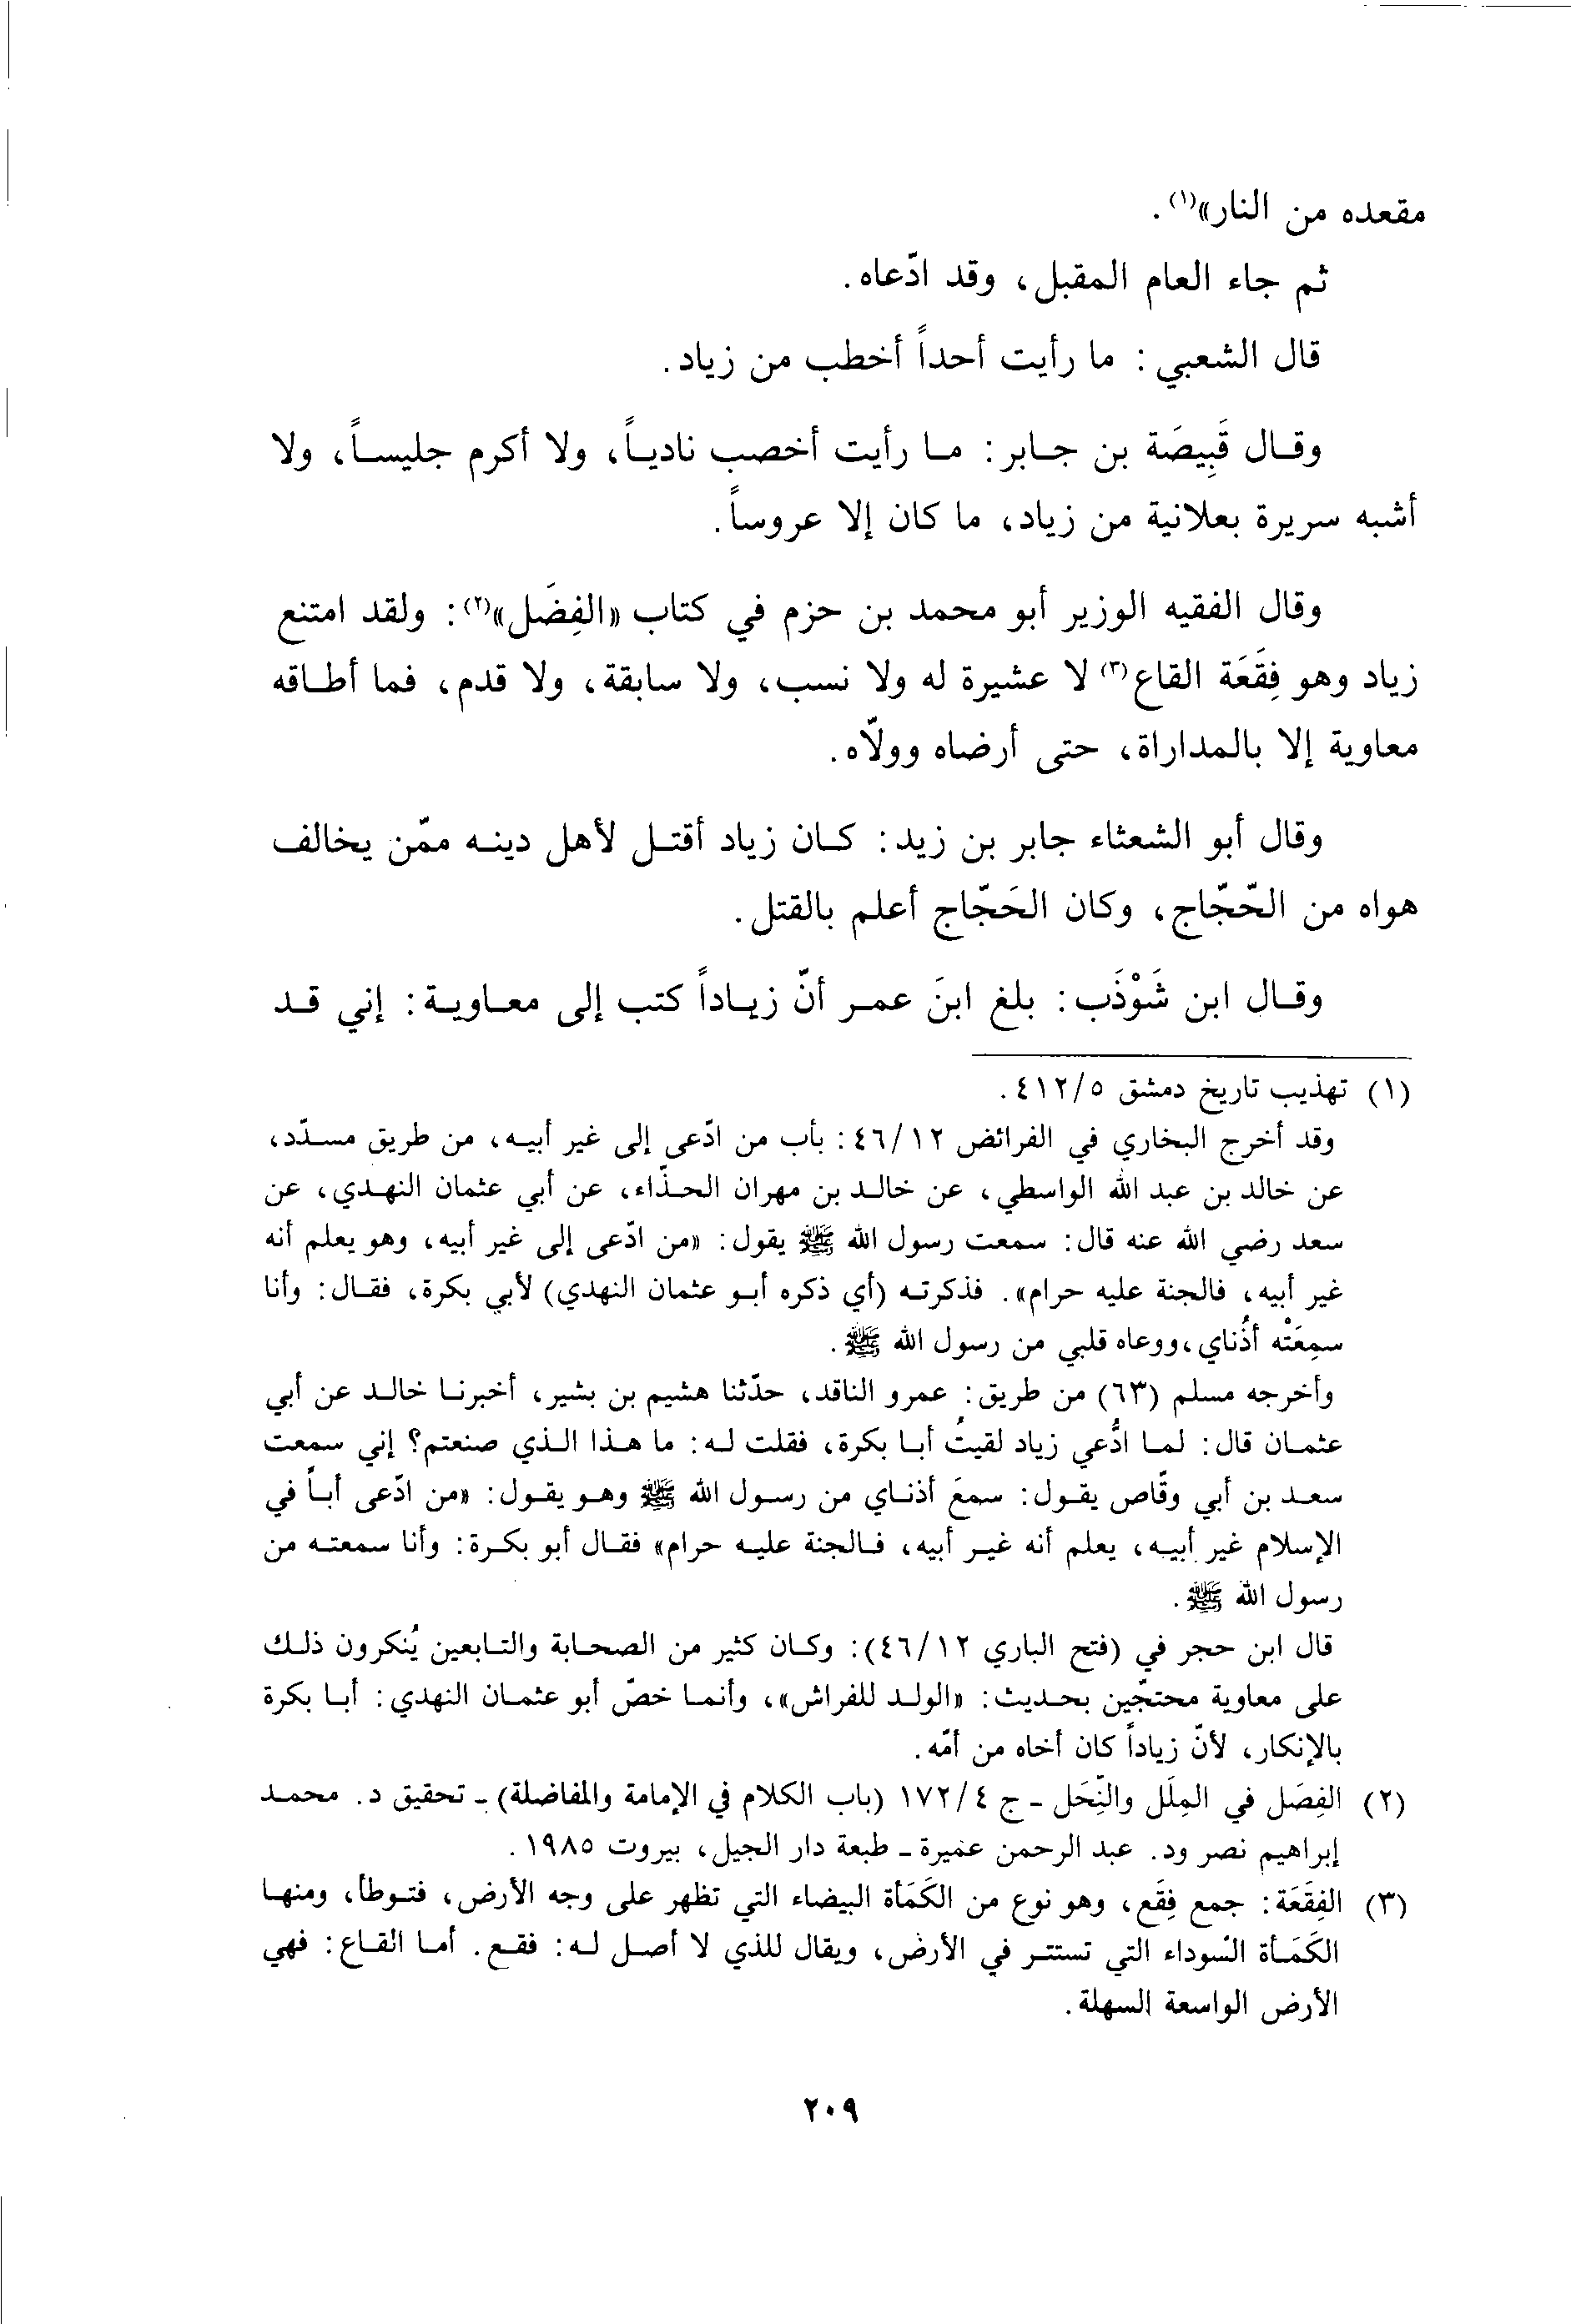 مقعده من النار»(١).
ثم جاء العام المقبل، وقد ادّعاه.
قال الشعبي: ما رأيت أحداً أخطب من زياد.
وقال قَبِيصَة بن جابر: ما رأيت أخصب نادياً، ولا أكرم جليساً، ولا
أشبه سريرة بعلانية من زياد، ما كان إلا عروساً.
وقال الفقيه الوزير أبو محمد بن حزم في كتاب «الفِصَل»(٢): ولقد امتنع
زياد وهو فِقَعَة القاع(٣) لا عشيرة له ولا نسب، ولا سابقة، ولا قدم، فما أطاقه
معاوية إلا بالمداراة، حتى أرضاه وولّاه.
وقال أبو الشعثاء جابر بن زيد: كان زياد أقتل لأهل دينه ممّن يخالف
هواه من الحّجّاج، وكان الحَجّاج أعلم بالقتل.
وقال ابن شَوْذَب: بلغ ابنَ عمر أنّ زياداً كتب إلى معاوية: إني قد
(١) تهذيب تاريخ دمشق ٤١٢/٥.
وقد أخرج البخاري في الفرائض ٤٦/١٢: بأب من ادّعى إلى غير أبيه، من طريق مسدّد،
عن خالد بن عبد الله الواسطي، عن خالد بن مهران الحذّاء، عن أبي عثمان النهدي، عن
سعد رضي الله عنه قال: سمعت رسول الله ﷺ يقول: «من ادّعى إلى غير أبيه، وهو يعلم أنه
غير أبيه، فالجنة عليه حرام». فذكرته (أي ذكره أبو عثمان النهدي) لأبي بكرة، فقال: وأنا
سمِعَتْه أذُناي، ووعاه قلبي من رسول الله ﷺ.
وأخرجه مسلم (٦٣) من طريق: عمرو الناقد، حدّثنا هشيم بن بشير، أخبرنا خالد عن أبي
عثمان قال: لما ادُّعي زياد لقيتُ أبا بكرة، فقلت له: ما هذا الذي صنعتم؟ إني سمعت
سعد بن أبي وقّاص يقول: سمعَ أذناي من رسول الله ﷺ وهو يقول: «من ادّعى أباً في
الإسلام غير أبيه، يعلم أنه غير أبيه، فالجنة عليه حرام» فقال أبو بكرة: وأنا سمعته من
رسول الله ﷺ.
قال ابن حجر في (فتح الباري ٤٦/١٢): وكان كثير من الصحابة والتابعين يُنكرون ذلك
على معاوية محتجّين بحديث: «الولد للفراش»، وأنما خصّ أبو عثمان النهدي: أبا بكرة
بالإنكار، لأنّ زياداً كان أخاه من أمّه.
(٢) الفِصَل في المِلَل والنِّحَل - ج ١٧٢/٤ (باب الكلام في الإمامة والمفاضلة) - تحقيق د. محمد
إبراهيم نصر ود. عبد الرحمن عميرة - طبعة دار الجيل، بيروت ١٩٨٥.
(٣) الفِقَعَة: جمع فِقَع، وهو نوع من الكَمَأة البيضاء التي تظهر على وجه الأرض، فتوطأ، ومنها
الكَمَأة السّوداء التي تستتر في الأرض، ويقال للذي لا أصل له: فقع. أما القاع: فهي
الأرض الواسعة السهلة.
٢٠٩